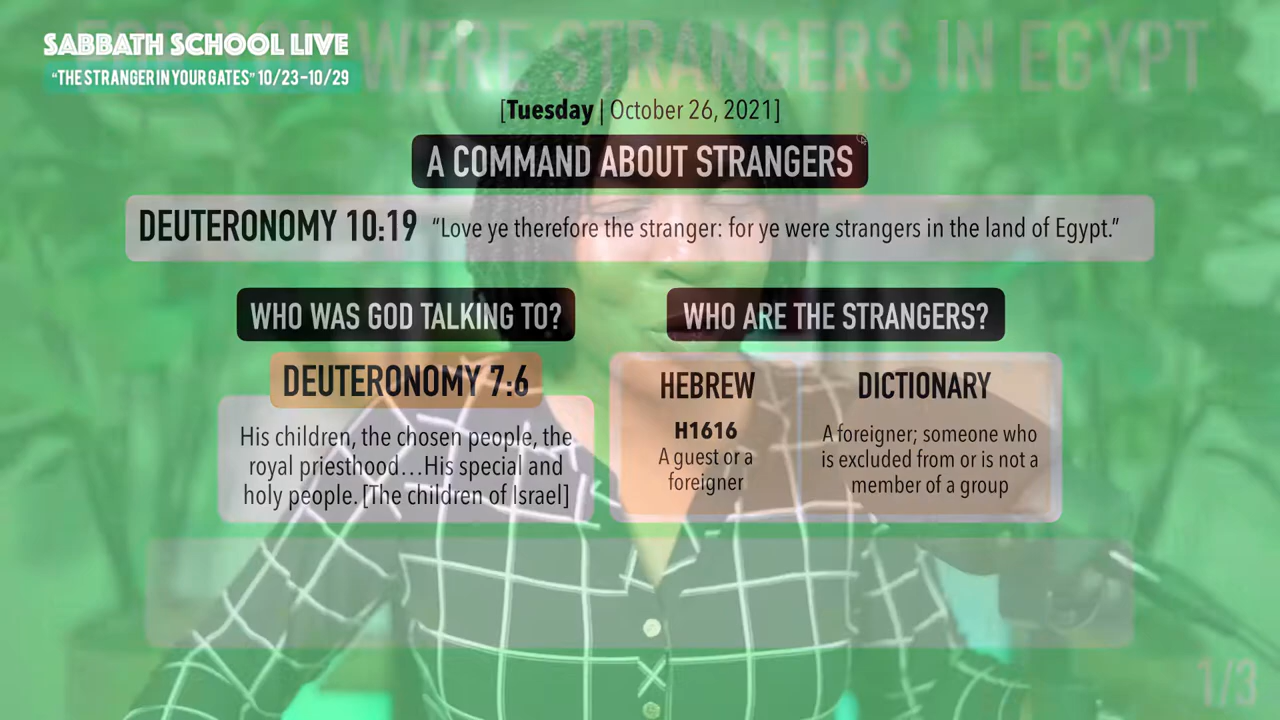 SABBATH SCHOOL LIVE
FOR YOU WERE STRANGERS IN EGYPT
“THE STRANGER IN YOUR GATES” 10/23-10/29
[Tuesday | October 26, 2021]
A COMMAND ABOUT STRANGERS
DEUTERONOMY 10:19 “Love ye therefore the stranger: for ye were strangers in the land of Egypt.”
WHO WAS GOD TALKING TO?
DEUTERONOMY 7:6
His children, the chosen people, the
royal priesthood...His special and
holy people. [The children of Israel]
WHO ARE THE STRANGERS?
HEBREW
H1616
A guest or a
foreigner
DICTIONARY
A foreigner; someone who
is excluded from or is not a
member of a group
1/3